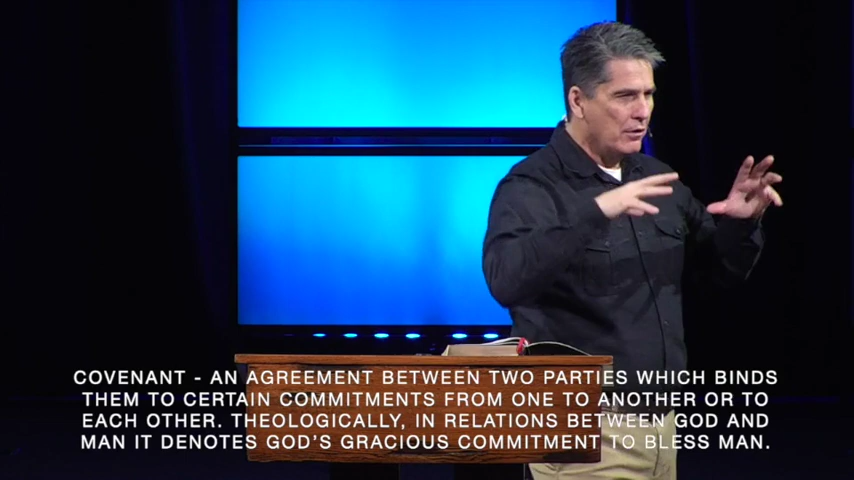 COVENANT - AN AGREEMENT BETWEEN TWO PARTIES WHICH BINDS
THEM TO CERTAIN COMMITMENTS FROM ONE TO ANOTHER OR TO
EACH OTHER. THEOLOGICALLY, IN RELATIONS BETWEEN GOD AND
MAN IT DENOTES GOD'S GRACIOUS COMMITMENT TO BLESS MAN.